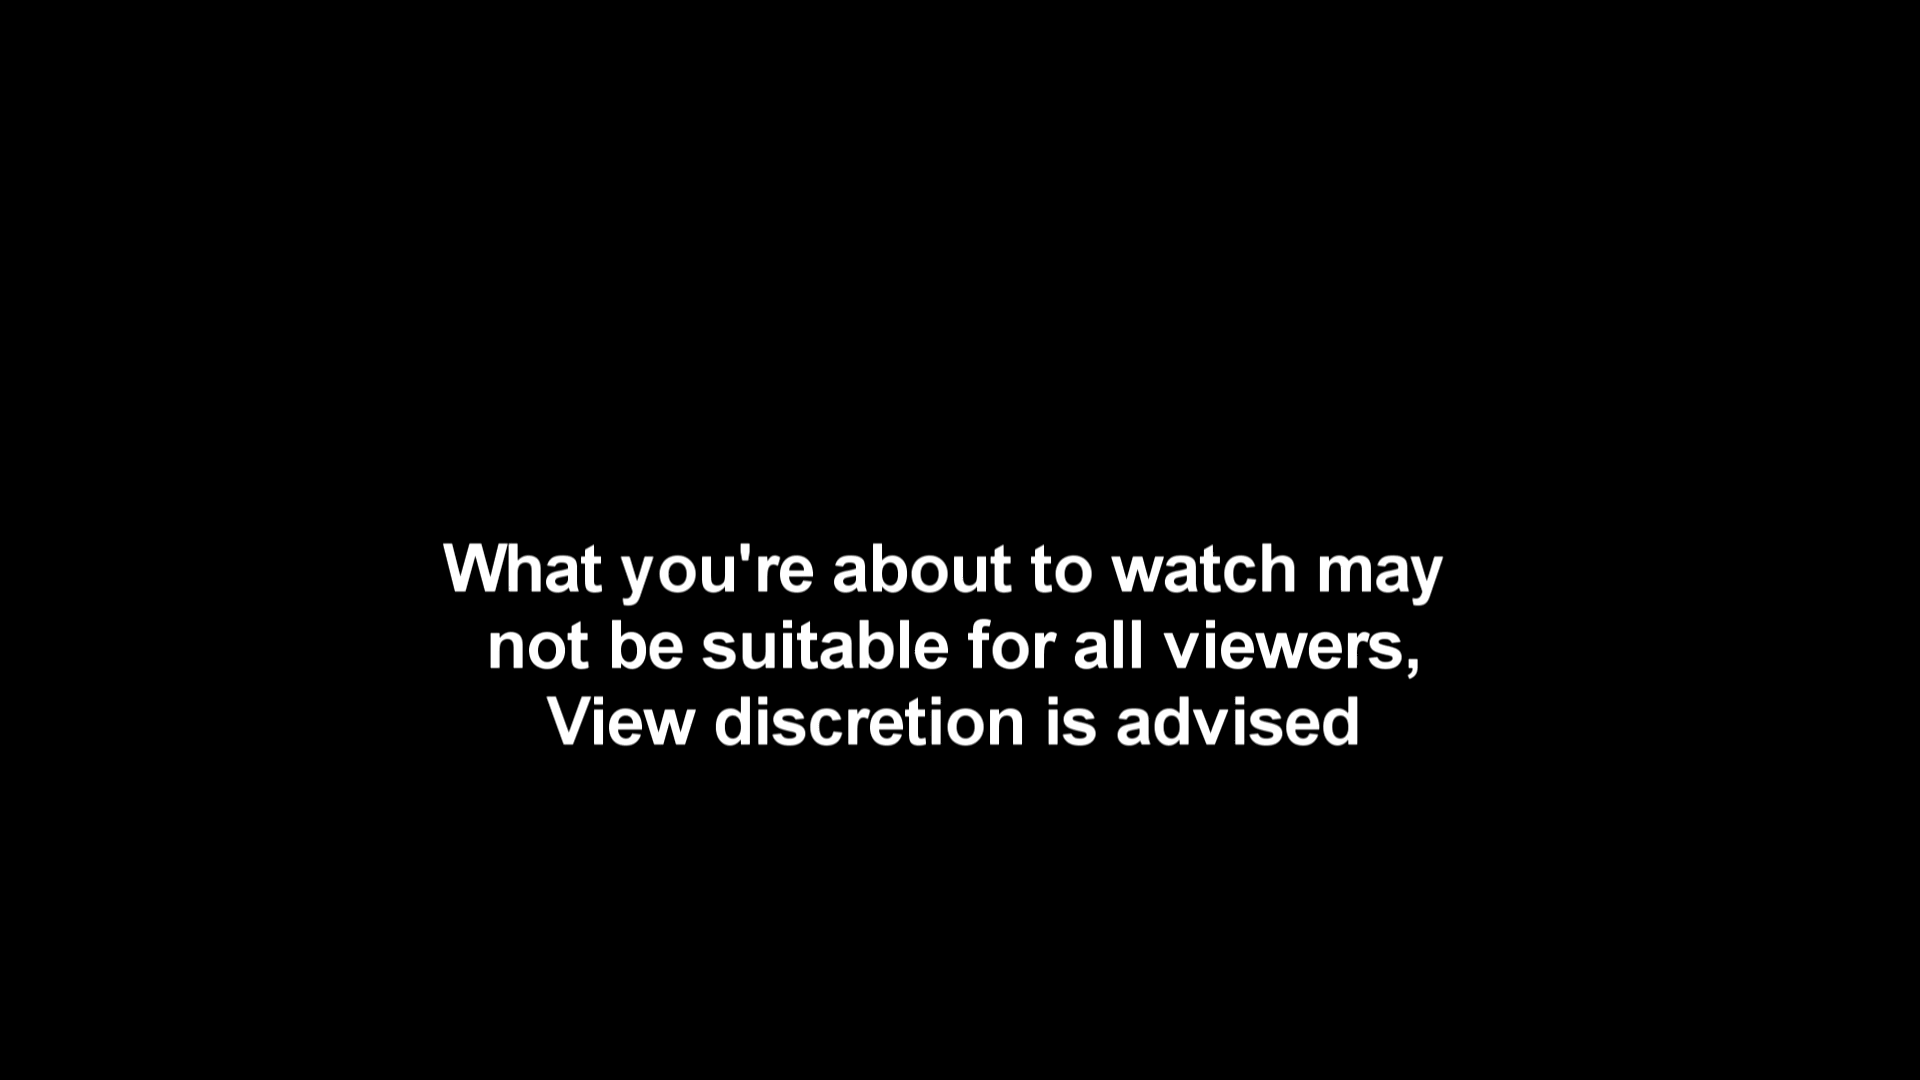 What you're about to watch may
not be suitable for all viewers,
View discretion is advised